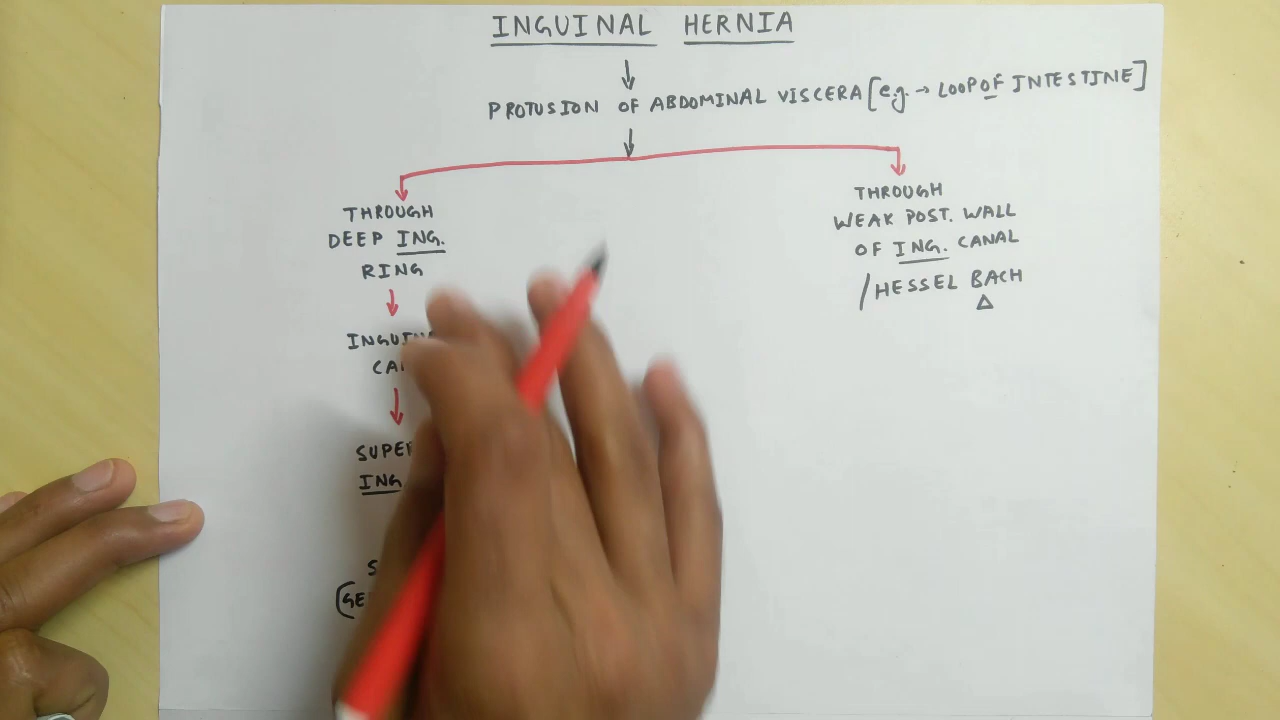 INGUINAL HERNIA
↓
PROTUSION OF ABDOMINAL VISCERA [e.g. → LOOP OF INTESTINE]
↓
THROUGH
DEEP ING.
RING
↓
↓
ING
THROUGH
WEAK POST. WALL
OF ING. CANAL
/HESSEL BACH
△